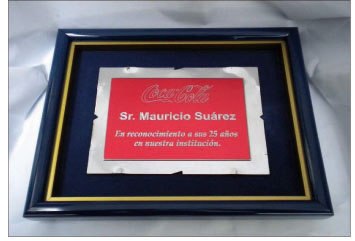 Coca-Cola
Sr. Mauricio Suárez
En reconocimiento a sus 25 años
en nuestra institución.